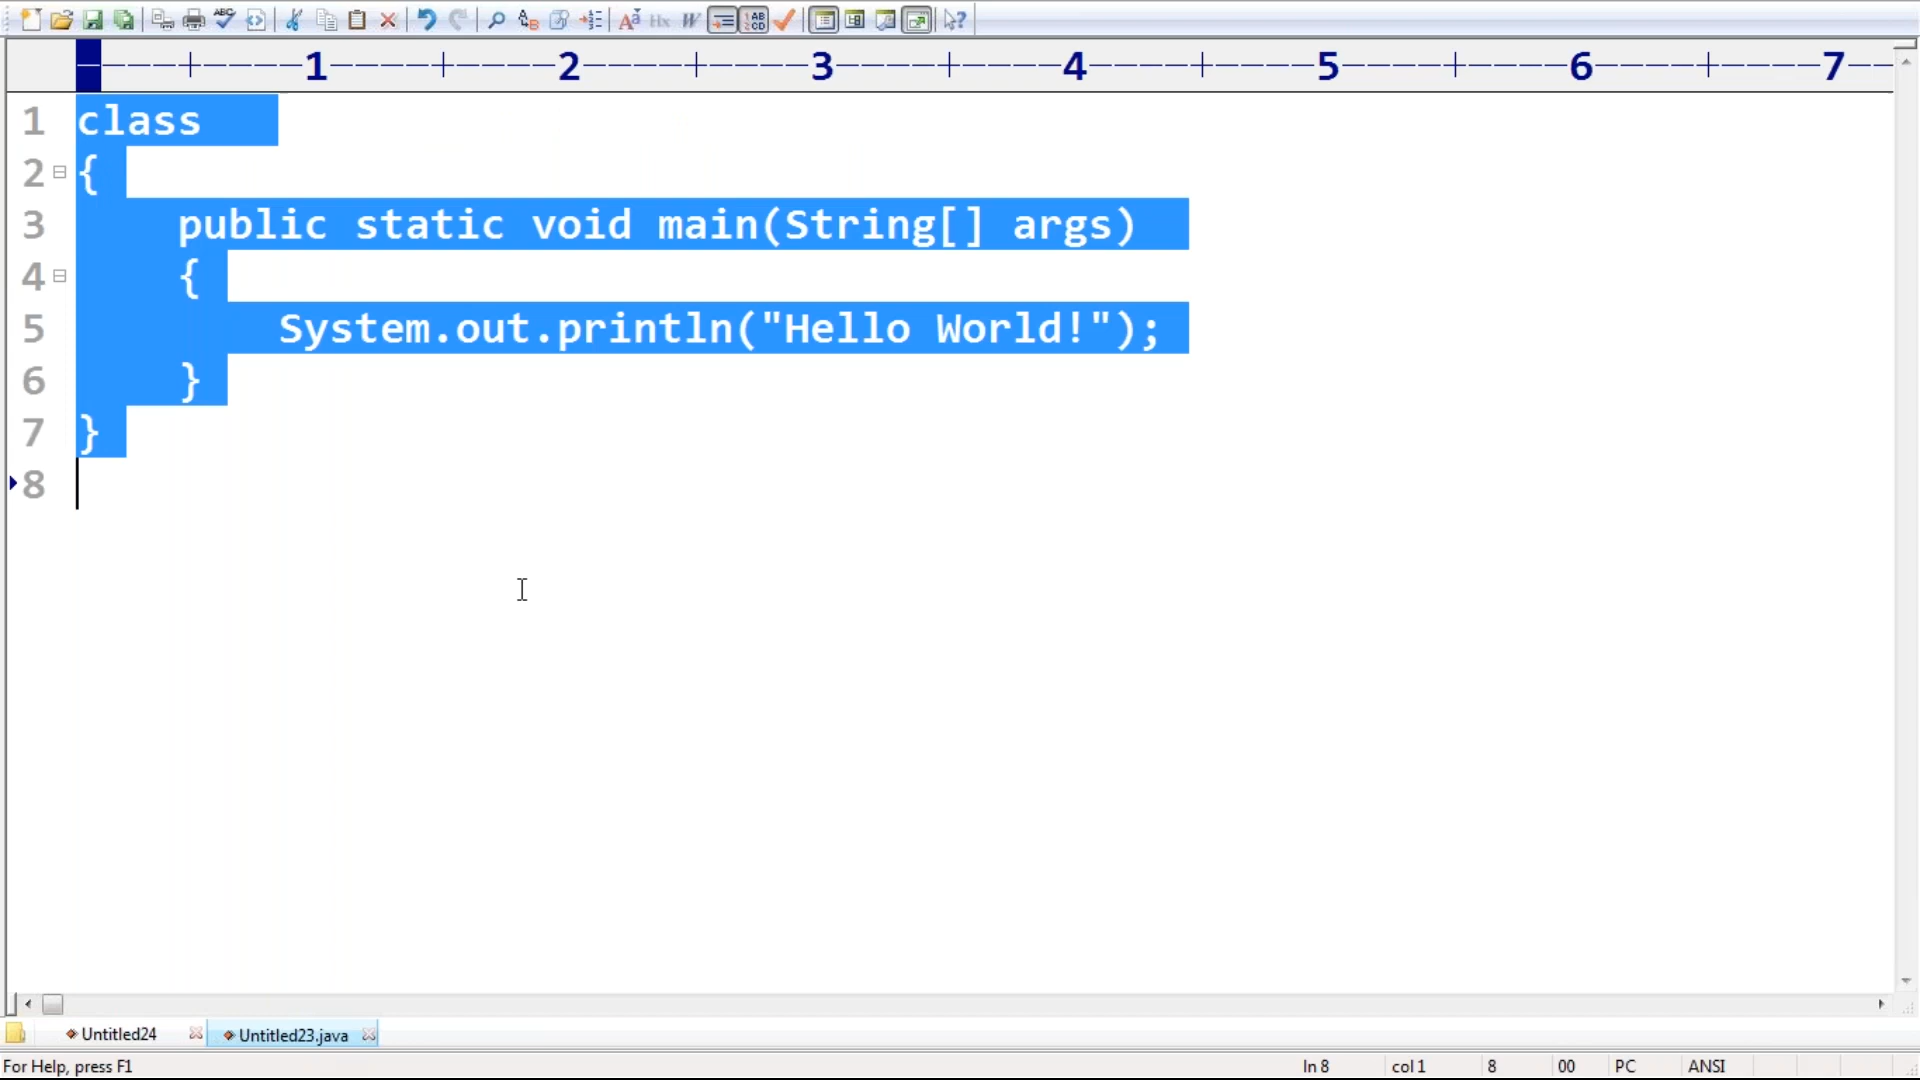 1 2 3 4 5 6 7
1 class
2 {
3 public static void main(String[] args)
4 {
5 System.out.println("Hello World!");
6 }
7 }
8
Untitled24 Untitled23.java
For Help, press F1 ln 8 col 1 8 00 PC ANSI